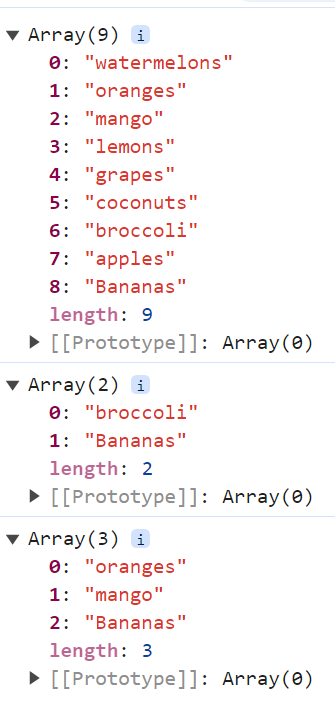 Array(9) i
0: "watermelons"
1: "oranges"
2: "mango"
3: "lemons"
4: "grapes"
5: "coconuts"
6: "broccoli"
7: "apples"
8: "Bananas"
length: 9
[[Prototype]]: Array(0)
Array(2) i
0: "broccoli"
1: "Bananas"
length: 2
[[Prototype]]: Array(0)
Array(3) i
0: "oranges"
1: "mango"
2: "Bananas"
length: 3
[[Prototype]]: Array(0)